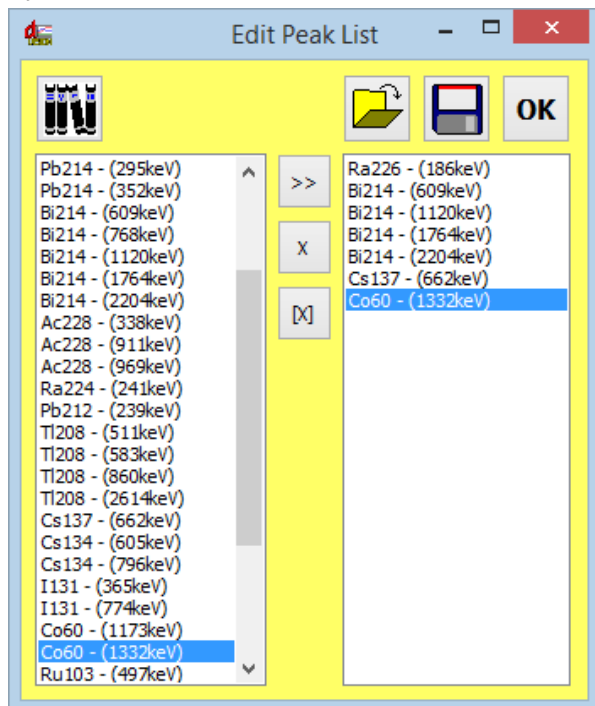 Edit Peak List
OK
Pb214 - (295keV)
Pb214 - (352keV)
Bi214 - (609keV)
Bi214 - (768keV)
Bi214 - (1120keV)
Bi214 - (1764keV)
Bi214 - (2204keV)
Ac228 - (338keV)
Ac228 - (911keV)
Ac228 - (969keV)
Ra224 - (241keV)
Pb212 - (239keV)
Tl208 - (511keV)
Tl208 - (583keV)
Tl208 - (860keV)
Tl208 - (2614keV)
Cs137 - (662keV)
Cs134 - (605keV)
Cs134 - (796keV)
I131 - (365keV)
I131 - (774keV)
Co60 - (1173keV)
Co60 - (1332keV)
Ru103 - (497keV)
>>
X
[X]
Ra226 - (186keV)
Bi214 - (609keV)
Bi214 - (1120keV)
Bi214 - (1764keV)
Bi214 - (2204keV)
Cs137 - (662keV)
Co60 - (1332keV)